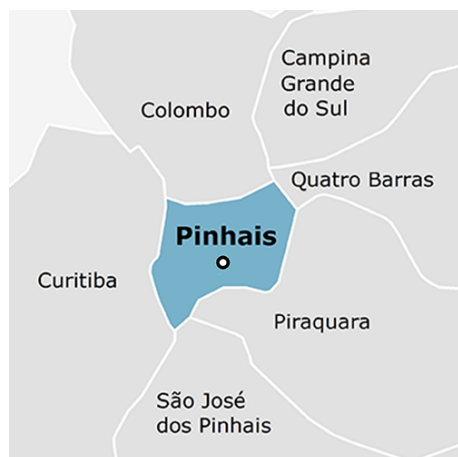 Campina
Grande
do Sul
Colombo
Quatro Barras
Pinhais
Curitiba
Piraquara
São José
dos Pinhais